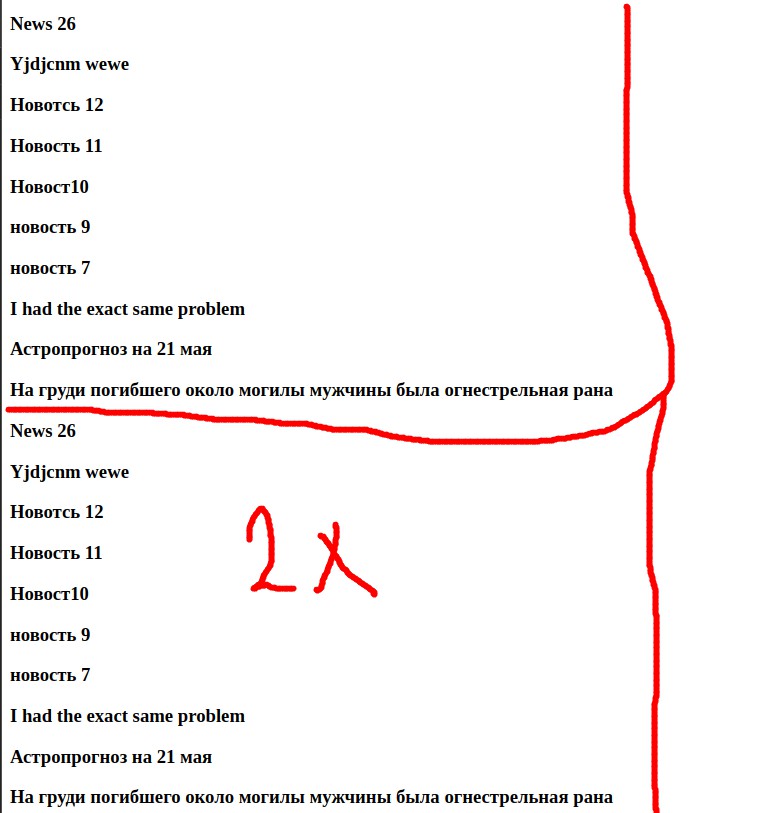 News 26
Yjdjcnm wewe
Новотсь 12
Новость 11
Новост10
новость 9
новость 7
I had the exact same problem
Астропрогноз на 21 мая
На груди погибшего около могилы мужчины была огнестрельная рана
News 26
Yjdjcnm wewe
Новотсь 12
Новость 11
2x
Новост10
новость 9
новость 7
I had the exact same problem
Астропрогноз на 21 мая
На груди погибшего около могилы мужчины была огнестрельная рана